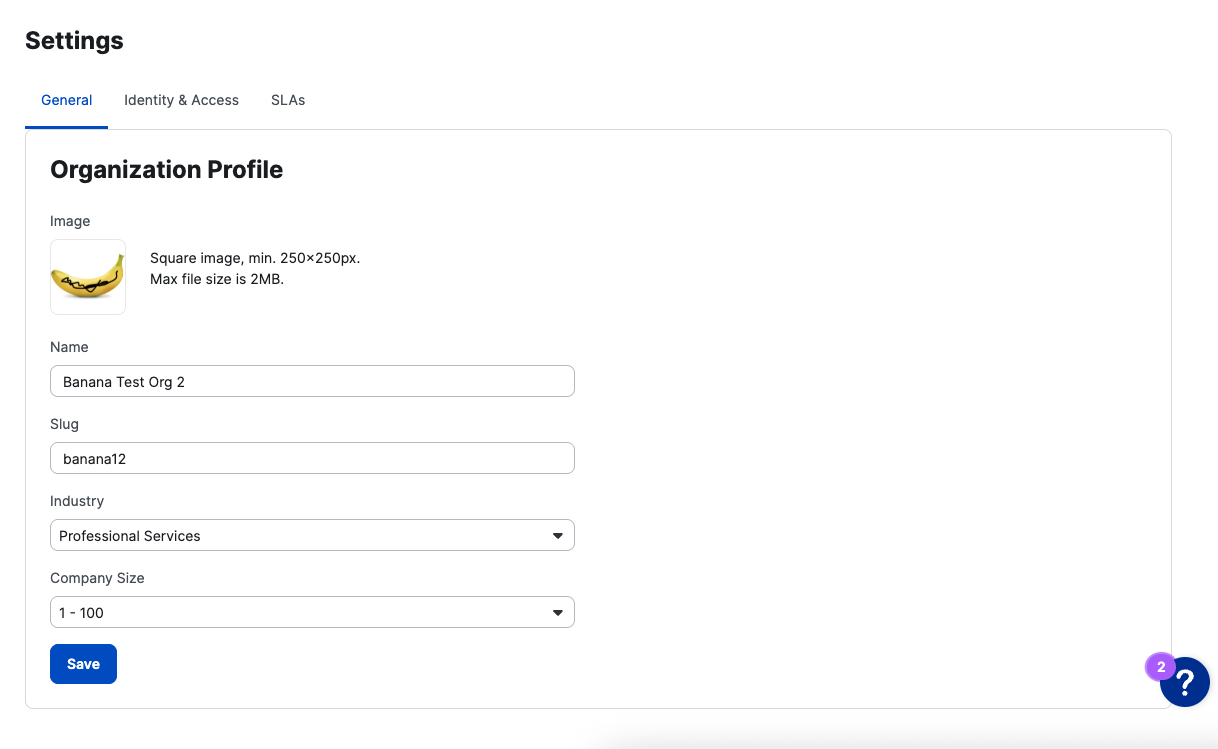 Settings
General
Identity & Access
SLAs
Organization Profile
Image
Square image, min. 250×250px.
Max file size is 2MB.
Name
Banana Test Org 2
Slug
banana12
Industry
Professional Services
Company Size
1 - 100
Save
2
?